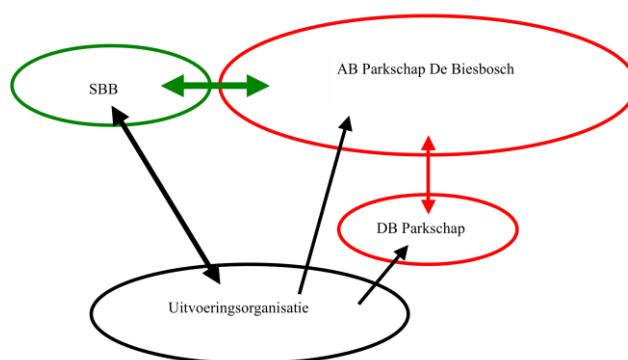 AB Parkschap De Biesbosch
SBB
DB Parkschap
Uitvoeringsorganisatie